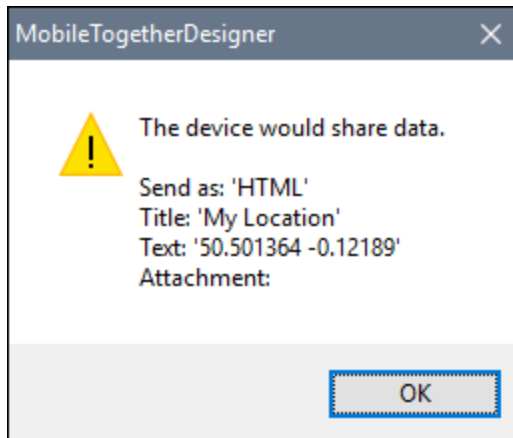 MobileTogetherDesigner
The device would share data.
Send as: 'HTML'
Title: 'My Location'
Text: '50.501364 -0.12189'
Attachment:
OK